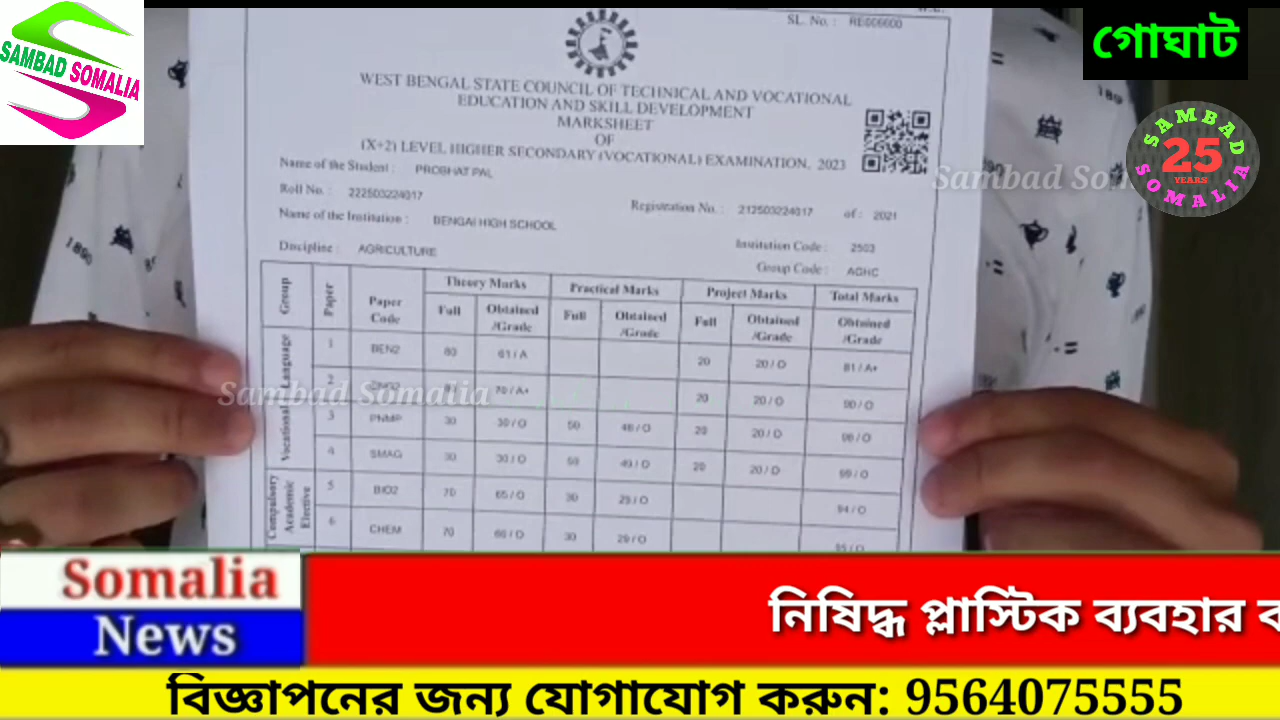 SAMBAD SOMALIA
গোঘাট
SAMBAD
25
YEARS
SOMALIA
SL. No. : RE006600
WEST BENGAL STATE COUNCIL OF TECHNICAL AND VOCATIONAL
EDUCATION AND SKILL DEVELOPMENT
MARKSHEET
OF
(X+2) LEVEL HIGHER SECONDARY (VOCATIONAL) EXAMINATION, 2023
Name of the Student : PROBHAT PAL
Roll No. : 222503224017
Registration No. : 212503224017 of : 2021
Name of the Institution : BENGAI HIGH SCHOOL
Institution Code : 2503
Discipline : AGRICULTURE
Group Code : AGHC
Group Paper Paper Code Theory Marks Practical Marks Project Marks Total Marks
Full Obtained /Grade Full Obtained /Grade Full Obtained /Grade Obtained /Grade
Language
1 BEN2 80 61 / A 20 20 / O 81 / A+
2 70 / A+ 20 20 / O 90 / O
Vocational
3 PNMP 30 30 / O 50 48 / O 20 20 / O 98 / O
4 SMAG 30 30 / O 50 49 / O 20 20 / O 99 / O
Compulsory Academic Elective
5 BIO2 70 65 / O 30 29 / O 94 / O
6 CHEM 70 66 / O 30 29 / O 95 / O
Sambad Somalia
Somalia
News
নিষিদ্ধ প্লাস্টিক ব্যবহার
বিজ্ঞাপনের জন্য যোগাযোগ করুন: 9564075555